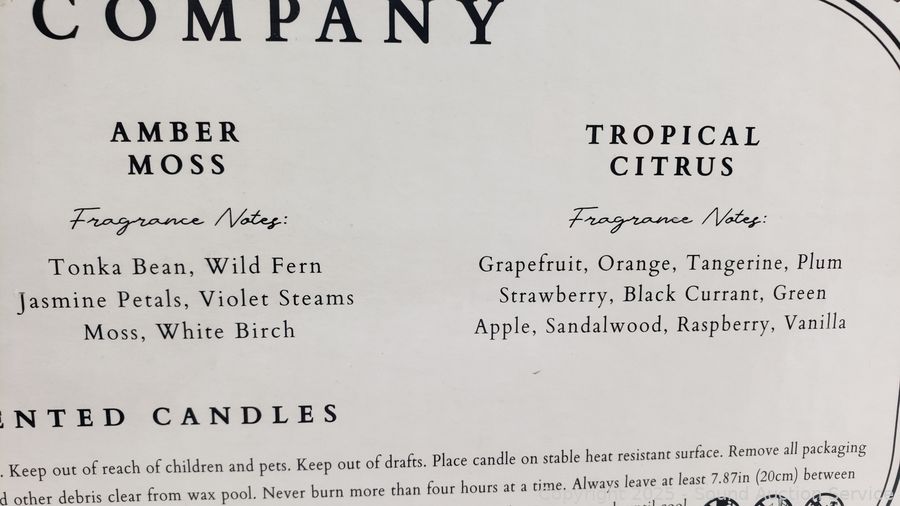 COMPANY
AMBER
MOSS
Fragrance Notes:
Tonka Bean, Wild Fern
Jasmine Petals, Violet Steams
Moss, White Birch
TROPICAL
CITRUS
Fragrance Notes:
Grapefruit, Orange, Tangerine, Plum
Strawberry, Black Currant, Green
Apple, Sandalwood, Raspberry, Vanilla
ENTED CANDLES
. Keep out of reach of children and pets. Keep out of drafts. Place candle on stable heat resistant surface. Remove all packaging
d other debris clear from wax pool. Never burn more than four hours at a time. Always leave at least 7.87in (20cm) between
Copyright 2025 - Sound Auction Service